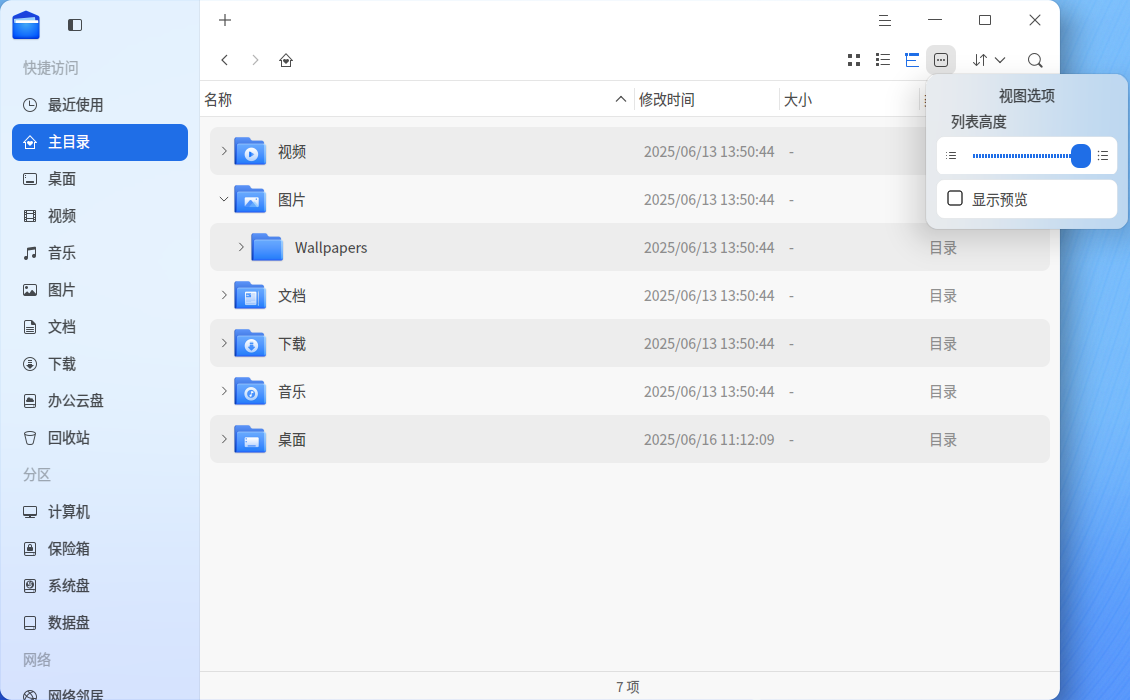 快捷访问
最近使用
主目录
桌面
视频
音乐
图片
文档
下载
办公云盘
回收站
分区
计算机
保险箱
系统盘
数据盘
网络
网络邻居
名称 修改时间 大小
视频 2025/06/13 13:50:44 -
图片 2025/06/13 13:50:44 -
Wallpapers 2025/06/13 13:50:44 - 目录
文档 2025/06/13 13:50:44 - 目录
下载 2025/06/13 13:50:44 - 目录
音乐 2025/06/13 13:50:44 - 目录
桌面 2025/06/16 11:12:09 - 目录
7 项
视图选项
列表高度
显示预览